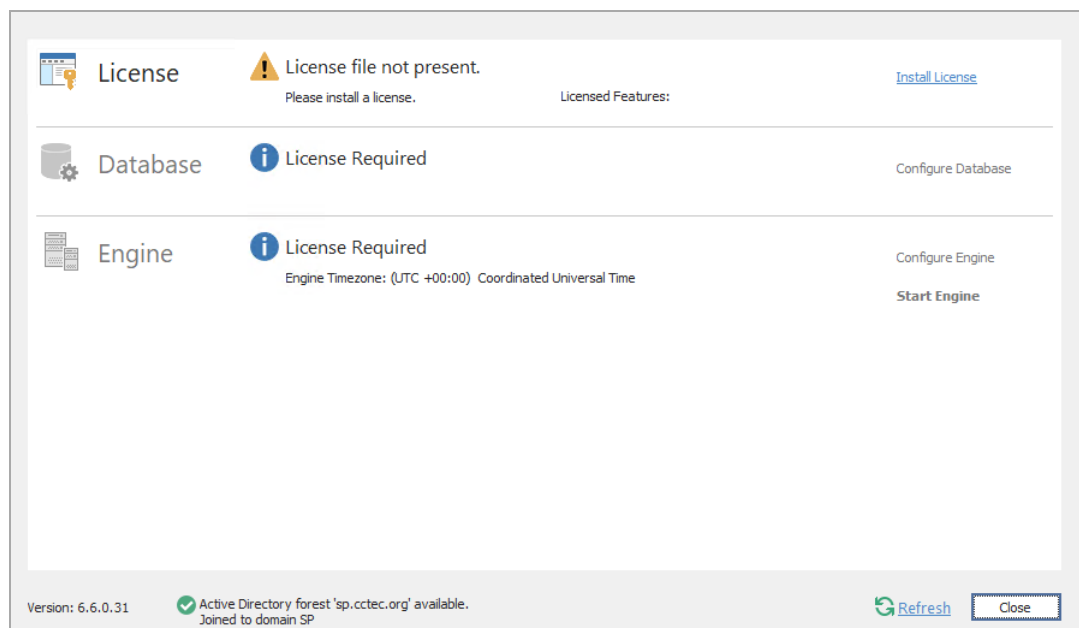 License
License file not present.
Please install a license.
Licensed Features:
Install License
Database
License Required
Configure Database
Engine
License Required
Engine Timezone: (UTC +00:00)  Coordinated Universal Time
Configure Engine
Start Engine
Version: 6.6.0.31
Active Directory forest 'sp.cctec.org' available.
Joined to domain SP
Refresh
Close